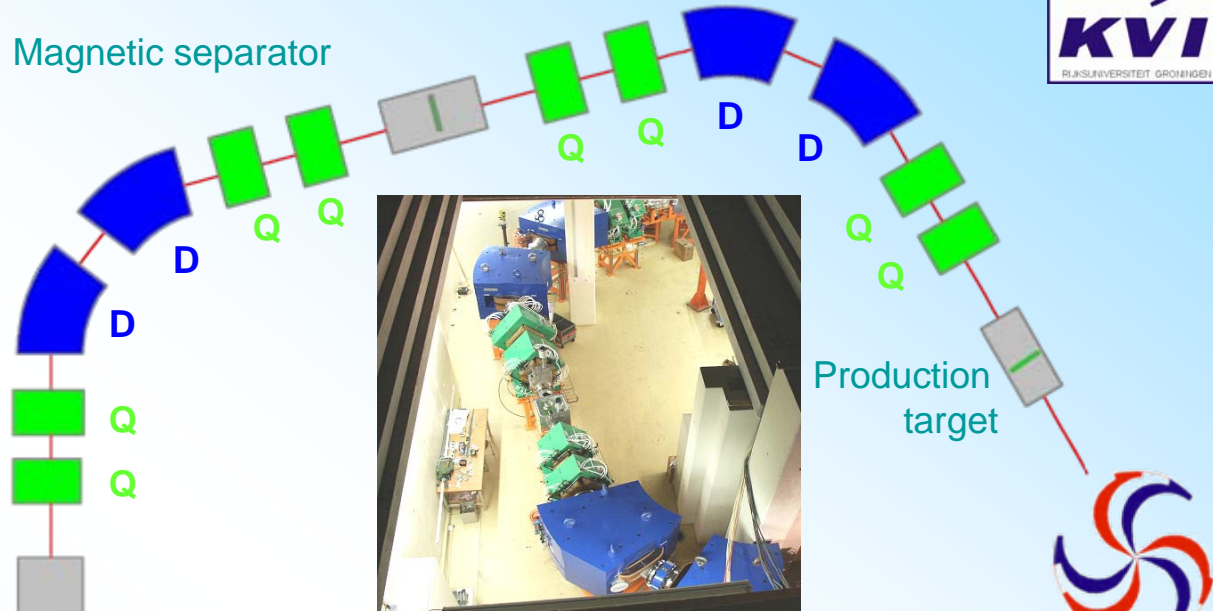 Magnetic separator
KVI
RIJKSUNIVERSITEIT GRONINGEN
Q
Q
D
D
Q
Q
D
D
Q
Q
Q
Q
Production
target